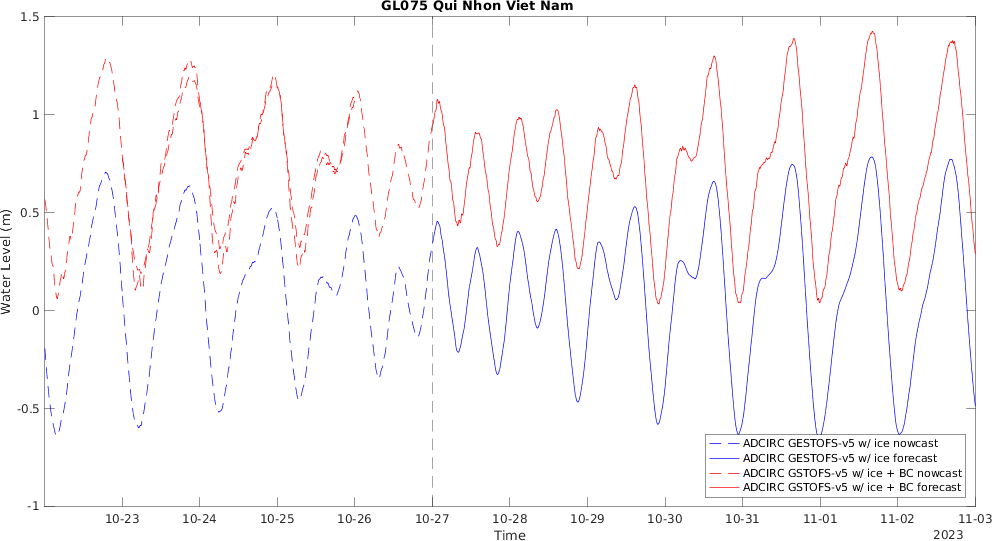 GL075 Qui Nhon Viet Nam
1.5
1
0.5
0
-0.5
-1
Water Level (m)
10-23
10-24
10-25
10-26
10-27
10-28
10-29
10-30
10-31
11-01
11-02
11-03
2023
Time
ADCIRC GESTOFS-v5 w/ ice nowcast
ADCIRC GESTOFS-v5 w/ ice forecast
ADCIRC GSTOFS-v5 w/ ice + BC nowcast
ADCIRC GSTOFS-v5 w/ ice + BC forecast